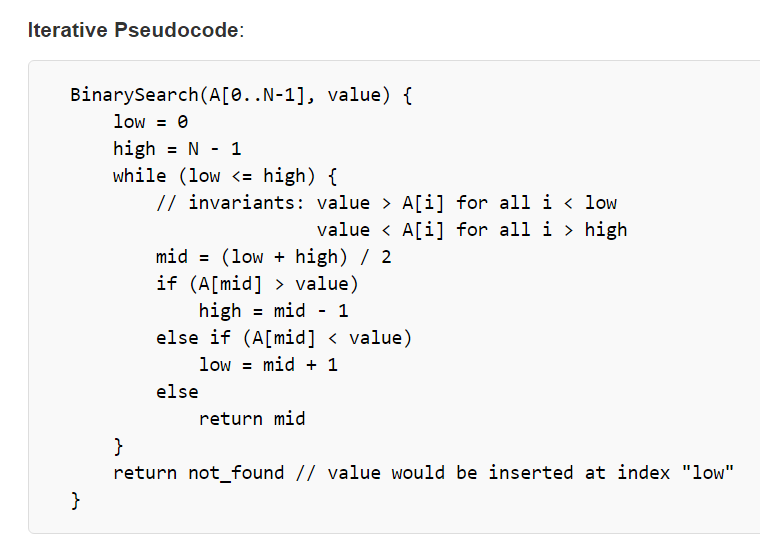 Iterative Pseudocode:
BinarySearch(A[0..N-1], value) {
    low = 0
    high = N - 1
    while (low <= high) {
        // invariants: value > A[i] for all i < low
                       value < A[i] for all i > high
        mid = (low + high) / 2
        if (A[mid] > value)
            high = mid - 1
        else if (A[mid] < value)
            low = mid + 1
        else
            return mid
    }
    return not_found // value would be inserted at index "low"
}